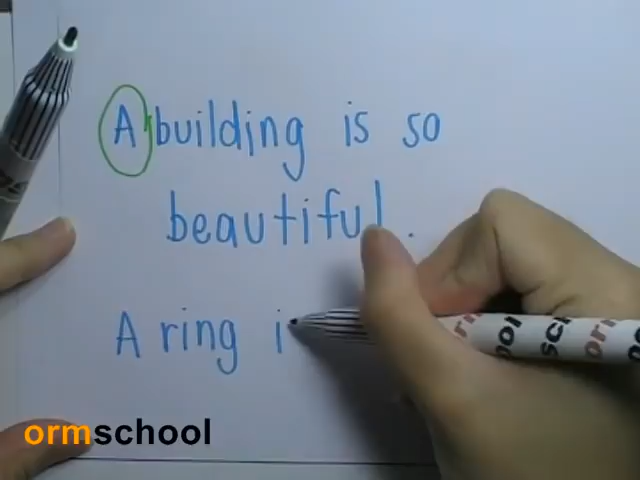 A building is so
beautiful.
A ring i
ormschool